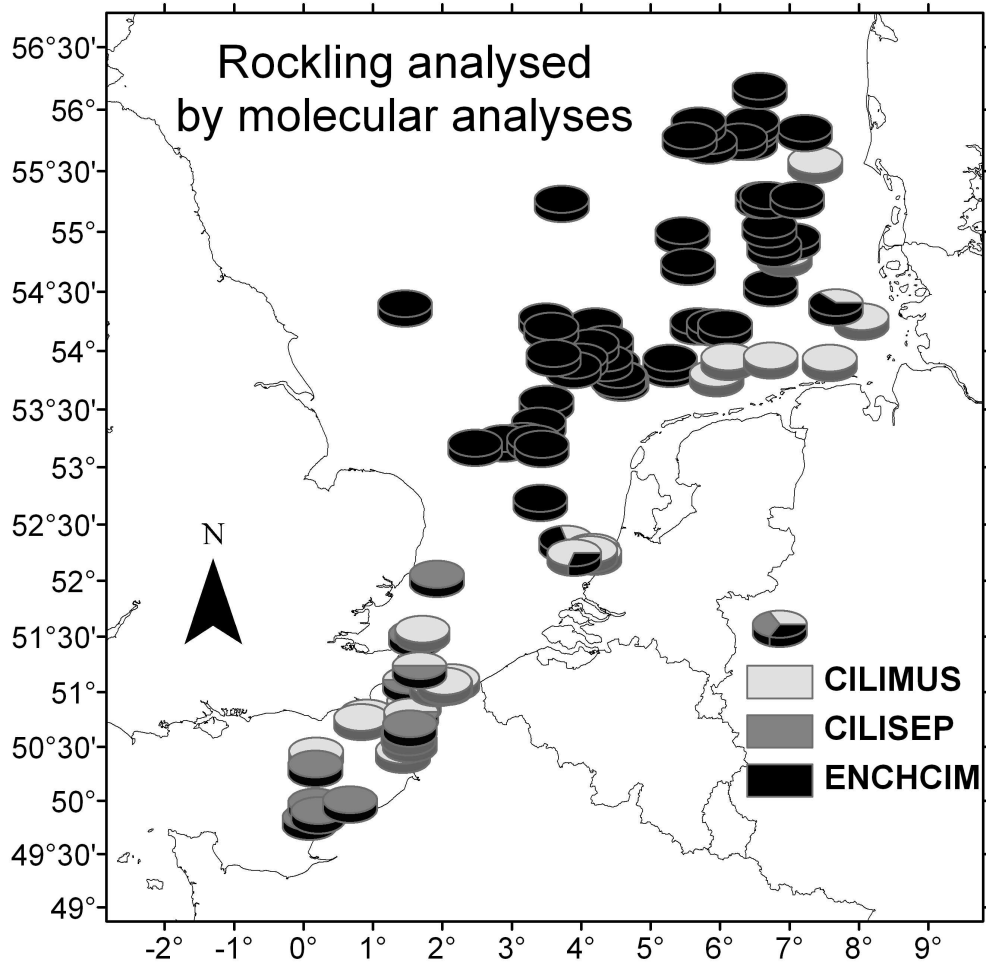 Rockling analysed
by molecular analyses
56°30'
56°
55°30'
55°
54°30'
54°
53°30'
53°
52°30'
52°
51°30'
51°
50°30'
50°
49°30'
49°
N
CILIMUS
CILISEP
ENCHCIM
-2° -1° 0° 1° 2° 3° 4° 5° 6° 7° 8° 9°